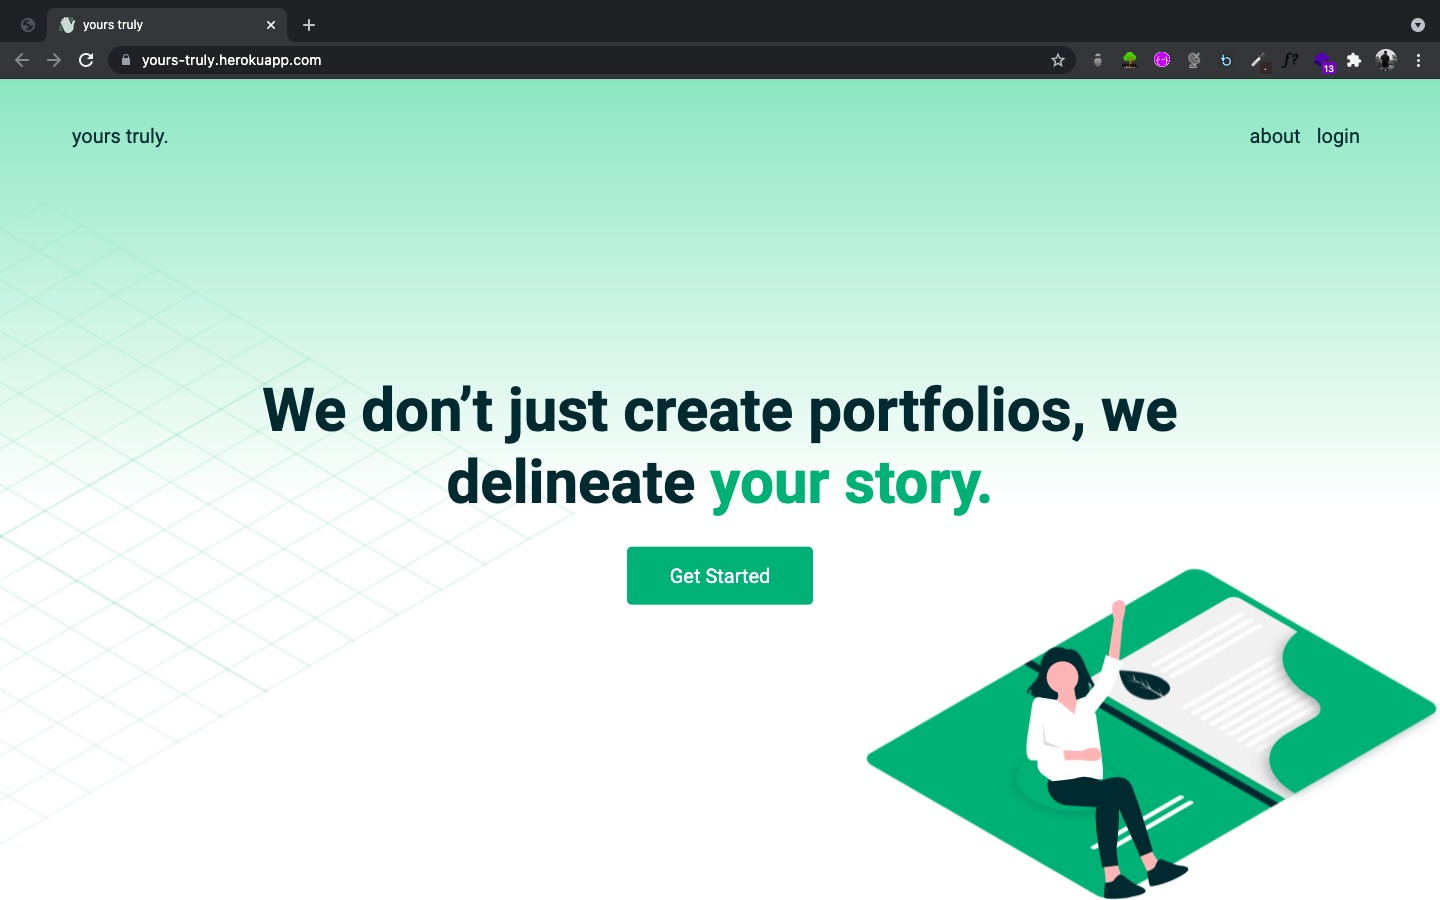 yours truly
yours-truly.herokuapp.com
f?
13
yours truly.
about login
We don’t just create portfolios, we
delineate your story.
Get Started